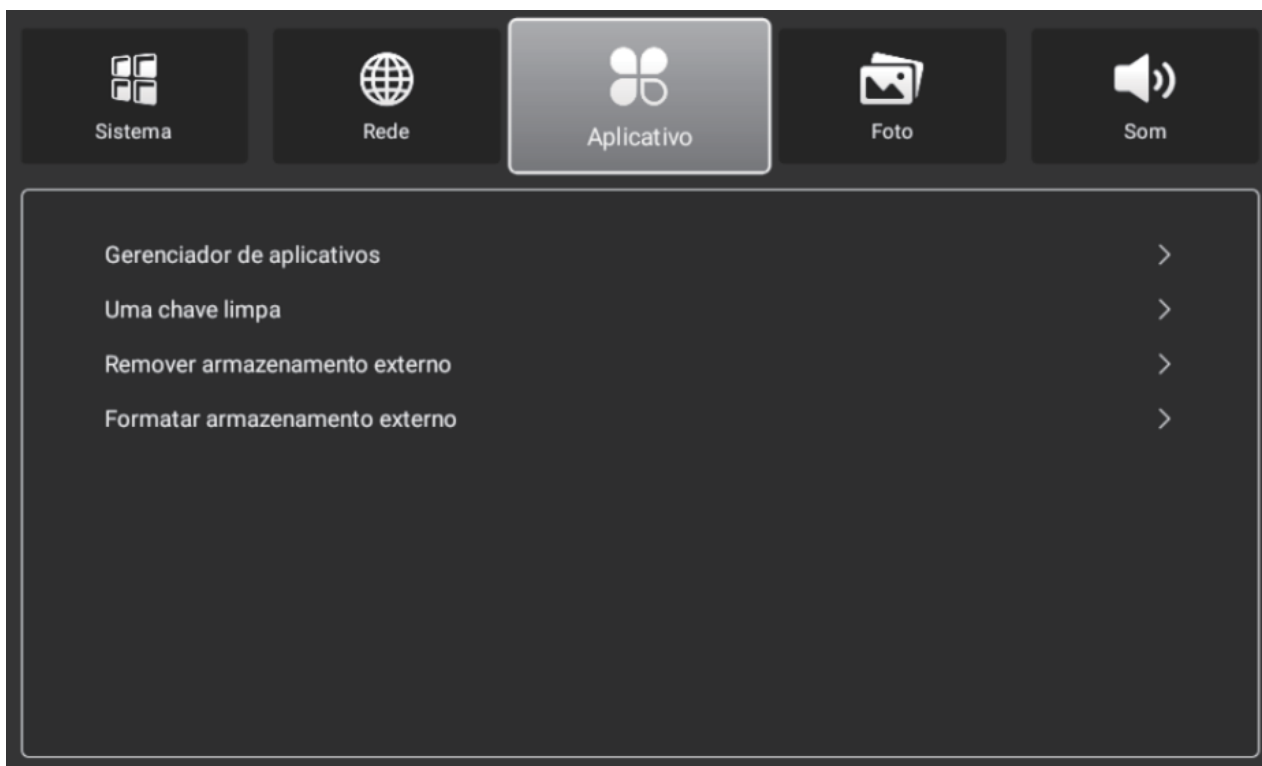 Sistema
Rede
Aplicativo
Foto
Som
Gerenciador de aplicativos
Uma chave limpa
Remover armazenamento externo
Formatar armazenamento externo